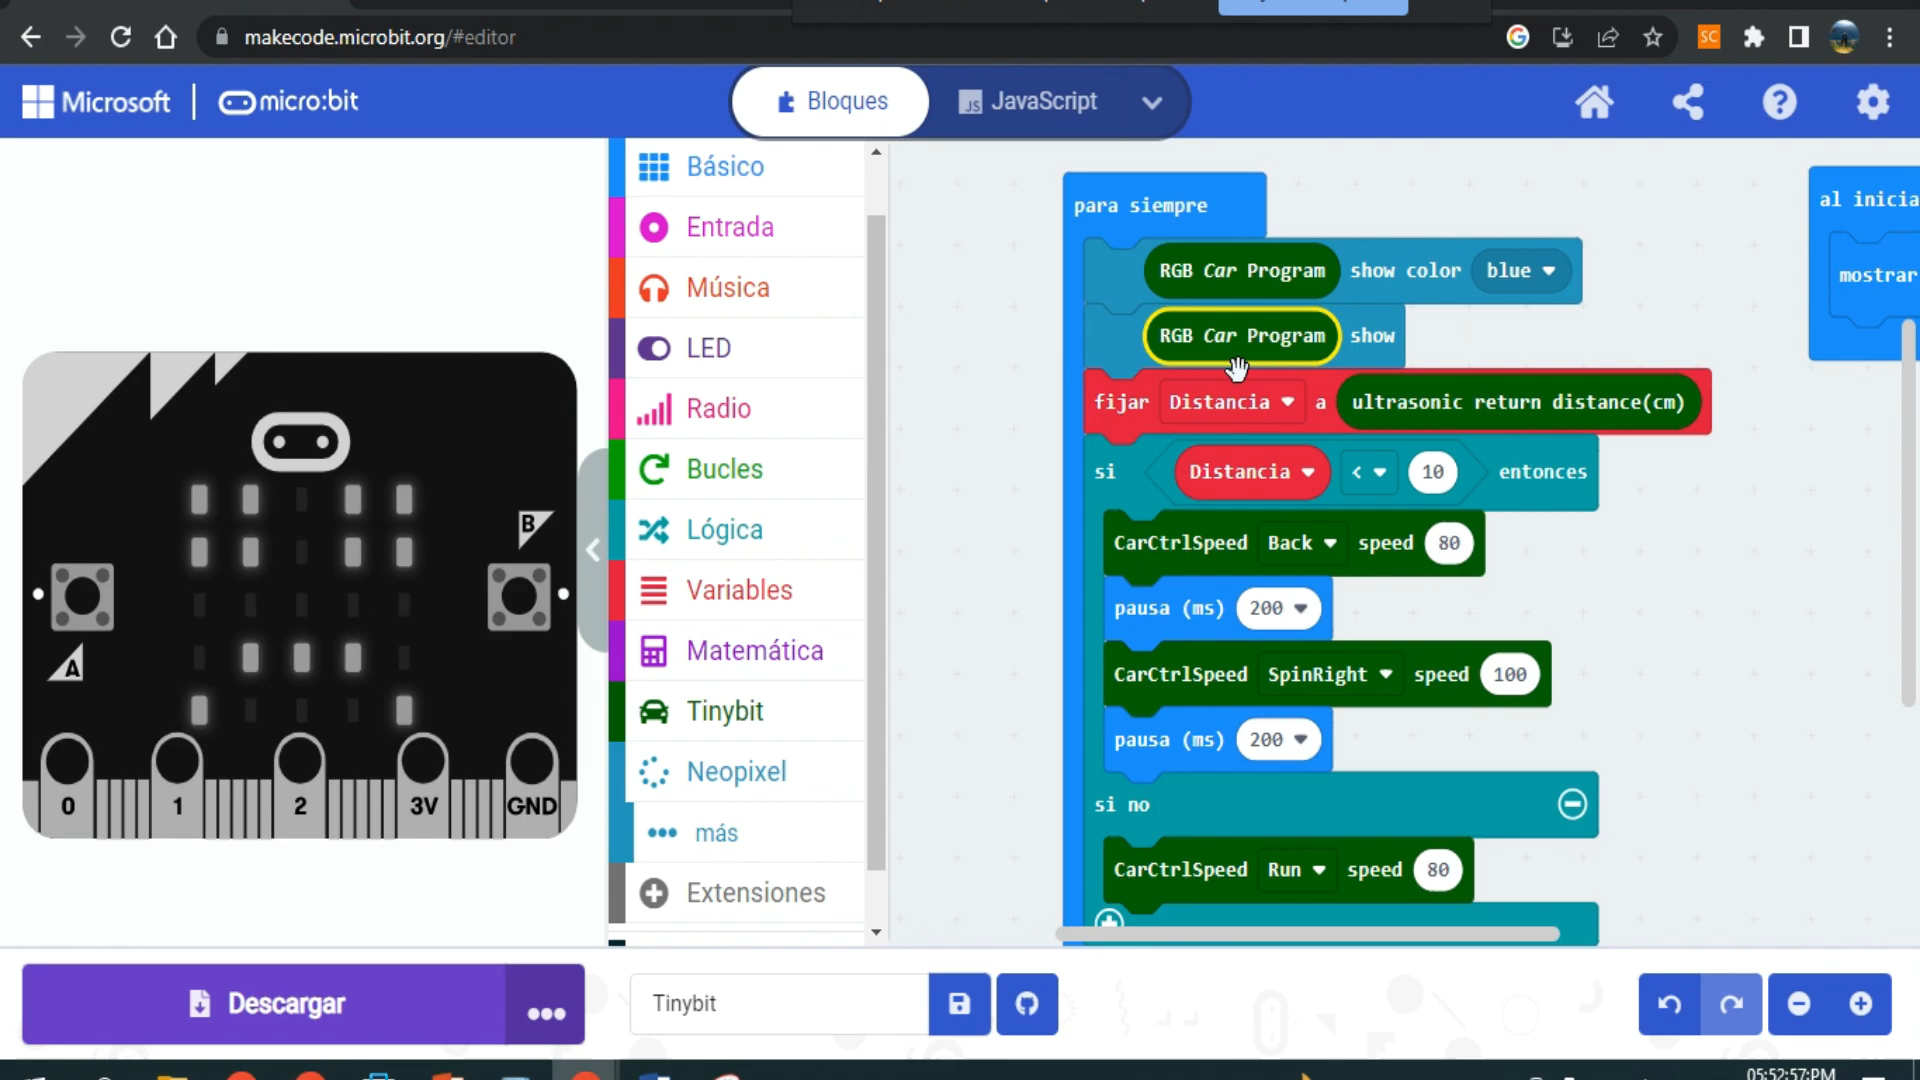 makecode.microbit.org/#editor
SC
Microsoft
micro:bit
Bloques
JS
JavaScript
Básico
Entrada
Música
LED
Radio
Bucles
Lógica
Variables
Matemática
Tinybit
Neopixel
más
Extensiones
para siempre
RGB Car Program show color blue
RGB Car Program show
fijar Distancia a ultrasonic return distance(cm)
si Distancia < 10 entonces
CarCtrlSpeed Back speed 80
pausa (ms) 200
CarCtrlSpeed SpinRight speed 100
pausa (ms) 200
si no
CarCtrlSpeed Run speed 80
al inicia
mostrar
B
A
0
1
2
3V
GND
Descargar
Tinybit
05:52:57:PM